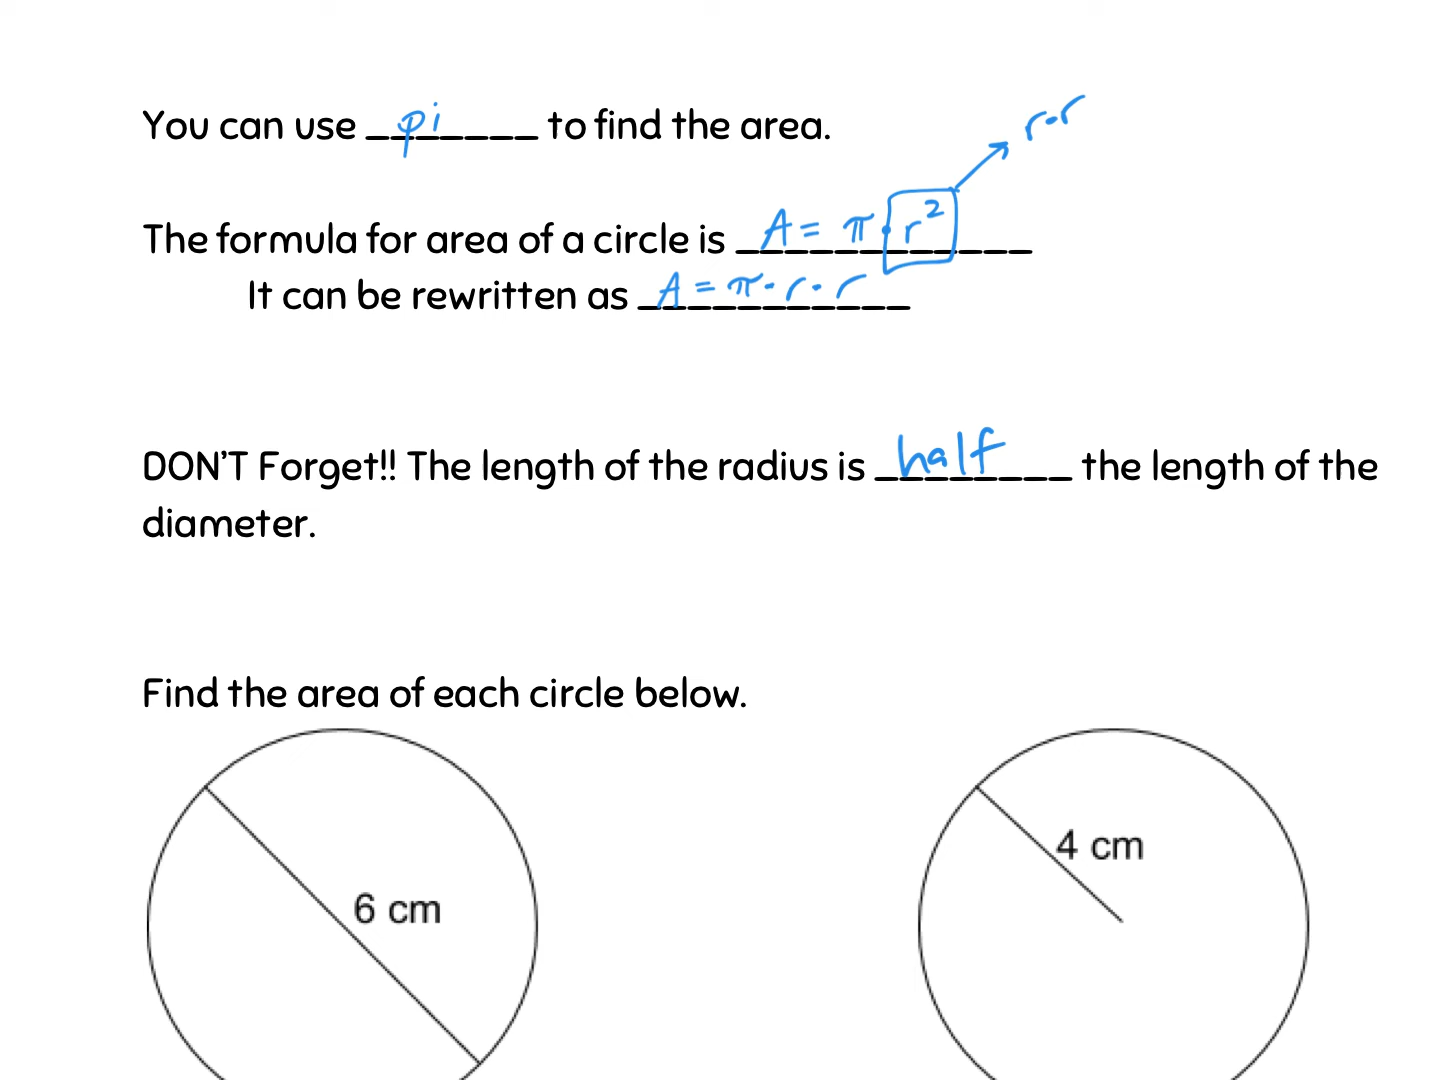 You can use pi to find the area.
r·r
The formula for area of a circle is A = π · r²
It can be rewritten as A = π · r · r
DON'T Forget!! The length of the radius is half the length of the
diameter.
Find the area of each circle below.
4 cm
6 cm